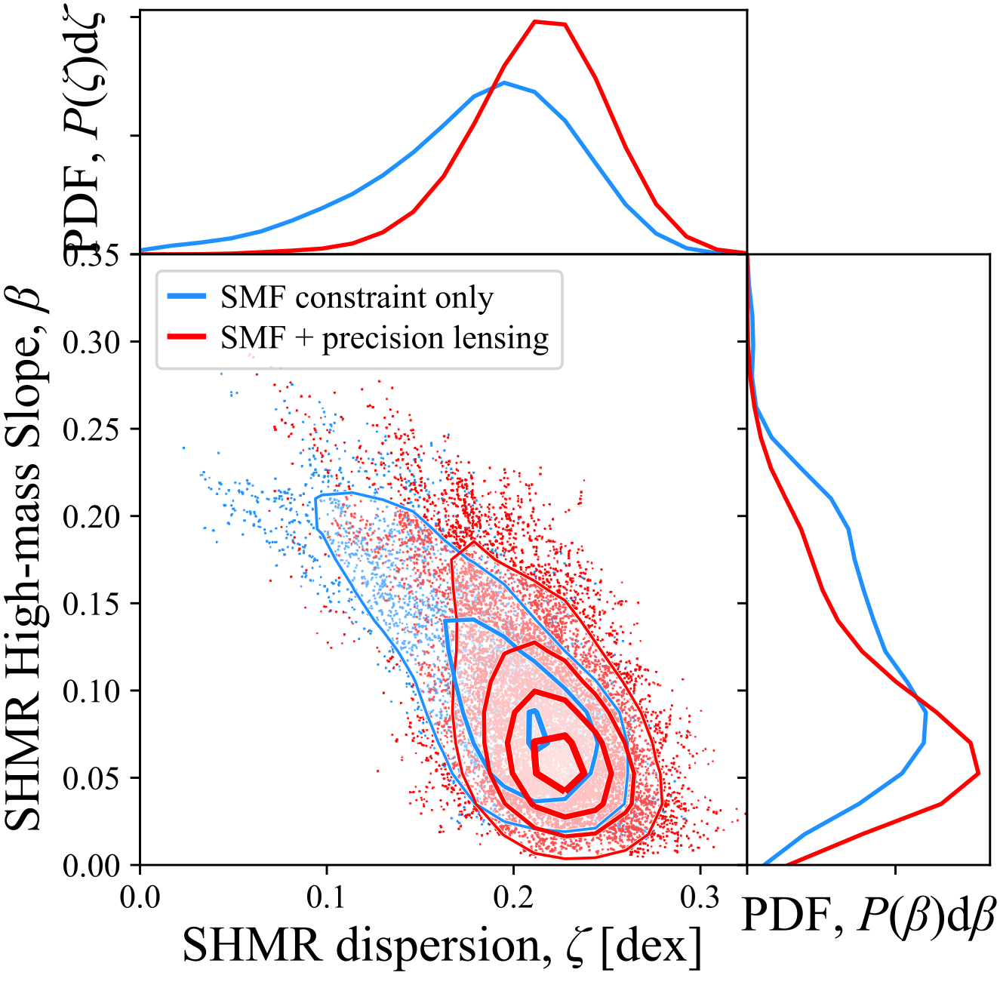 PDF, P(ζ)dζ
SMF constraint only
SMF + precision lensing
SHMR High-mass Slope, β
0.35
0.30
0.25
0.20
0.15
0.10
0.05
0.00
0.0 0.1 0.2 0.3
SHMR dispersion, ζ [dex]
PDF, P(β)dβ